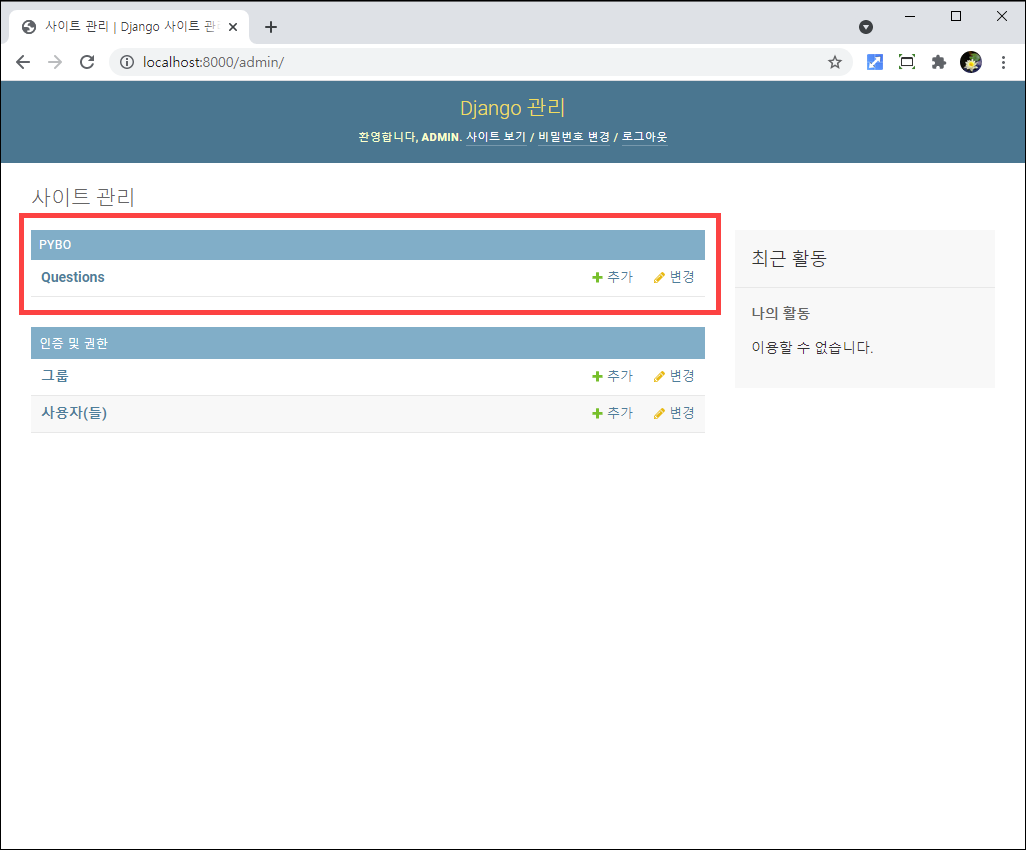 사이트 관리 | Django 사이트 관
localhost:8000/admin/
Django 관리
환영합니다, ADMIN. 사이트 보기 / 비밀번호 변경 / 로그아웃
사이트 관리
PYBO
Questions 추가 변경
인증 및 권한
그룹 추가 변경
사용자(들) 추가 변경
최근 활동
나의 활동
이용할 수 없습니다.